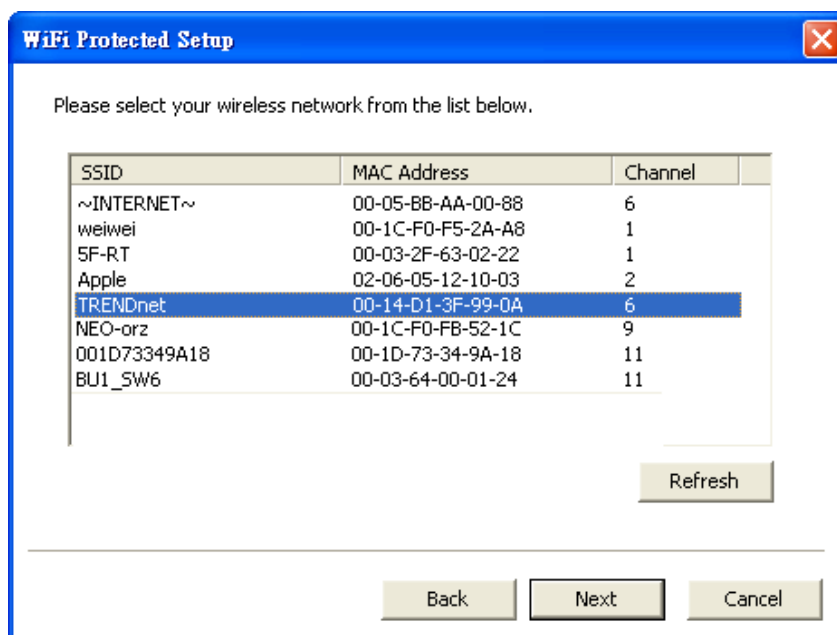 WiFi Protected Setup
Please select your wireless network from the list below.
SSID MAC Address Channel
~INTERNET~ 00-05-BB-AA-00-88 6
weiwei 00-1C-F0-F5-2A-A8 1
5F-RT 00-03-2F-63-02-22 1
Apple 02-06-05-12-10-03 2
TRENDnet 00-14-D1-3F-99-0A 6
NEO-orz 00-1C-F0-FB-52-1C 9
001D73349A18 00-1D-73-34-9A-18 11
BU1_SW6 00-03-64-00-01-24 11
Refresh
Back Next Cancel